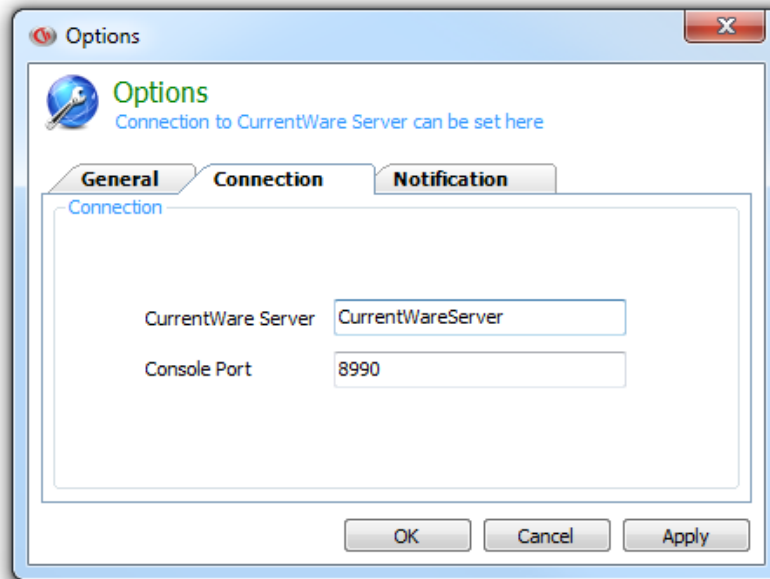 Options
Options
Connection to CurrentWare Server can be set here
General Connection Notification
Connection
CurrentWare Server CurrentWareServer
Console Port 8990
OK Cancel Apply